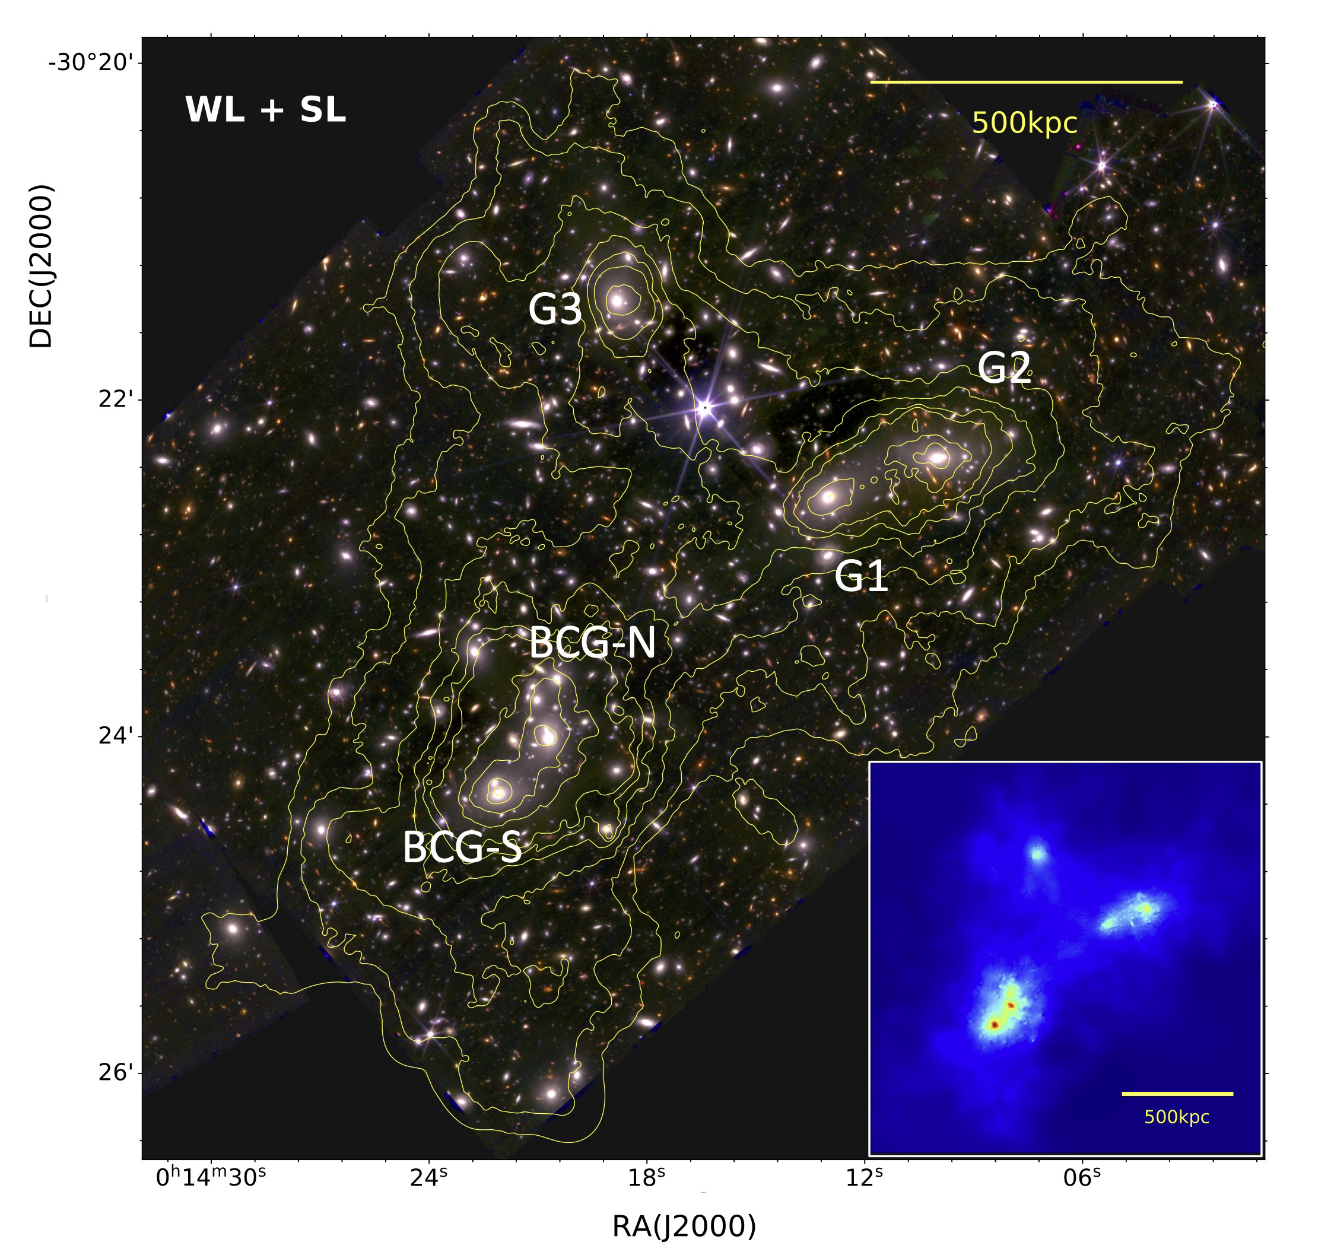 -30°20'
WL + SL
500kpc
DEC(J2000)
G3
G2
22'
G1
BCG-N
24'
BCG-S
26'
500kpc
0ʰ14ᵐ30ˢ 24ˢ 18ˢ 12ˢ 06ˢ
RA(J2000)